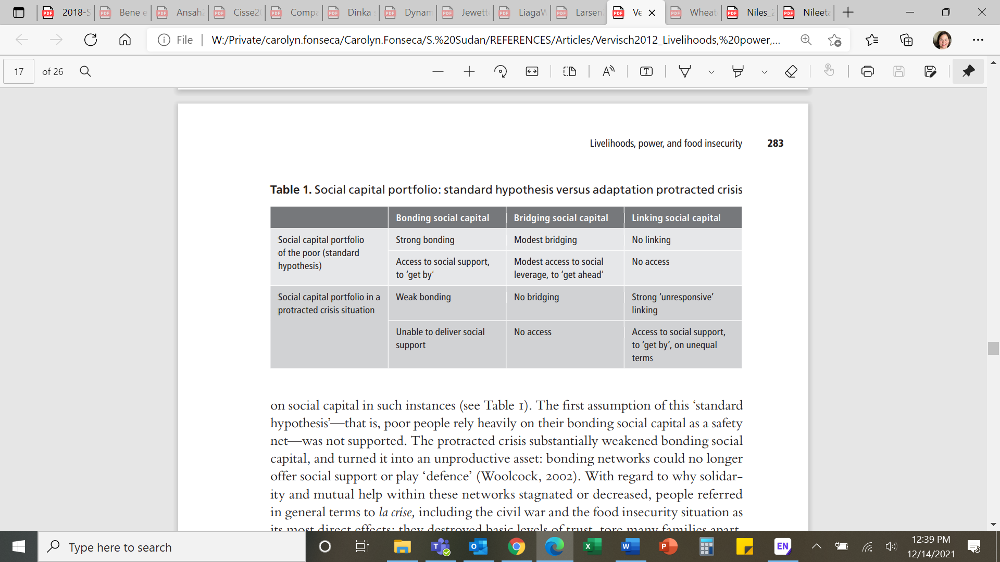 2018-S
Bene e
Ansah2
Cisse20
Compa
Dinka s
Dynam
Jewette
LiagaW
Larsen
Ve
Wheat
Niles_2
Nileeta
File
W:/Private/carolyn.fonseca/Carolyn.Fonseca/S.%20Sudan/REFERENCES/Articles/Vervisch2012_Livelihoods,%20power,...
17 of 26
Livelihoods, power, and food insecurity 283
Table 1. Social capital portfolio: standard hypothesis versus adaptation protracted crisis
Bonding social capital Bridging social capital Linking social capital
Social capital portfolio
of the poor (standard
hypothesis)
Strong bonding
Modest bridging
No linking
Access to social support,
to ‘get by’
Modest access to social
leverage, to ‘get ahead’
No access
Social capital portfolio in a
protracted crisis situation
Weak bonding
No bridging
Strong ‘unresponsive’
linking
Unable to deliver social
support
No access
Access to social support,
to ‘get by’, on unequal
terms
on social capital in such instances (see Table 1). The first assumption of this ‘standard
hypothesis’—that is, poor people rely heavily on their bonding social capital as a safety
net—was not supported. The protracted crisis substantially weakened bonding social
capital, and turned it into an unproductive asset: bonding networks could no longer
offer social support or play ‘defence’ (Woolcock, 2002). With regard to why solidar-
ity and mutual help within these networks stagnated or decreased, people referred
in general terms to la crise, including the civil war and the food insecurity situation as
its most direct effects: they destroyed basic levels of trust, tore many families apart,
Type here to search
EN
12:39 PM
12/14/2021